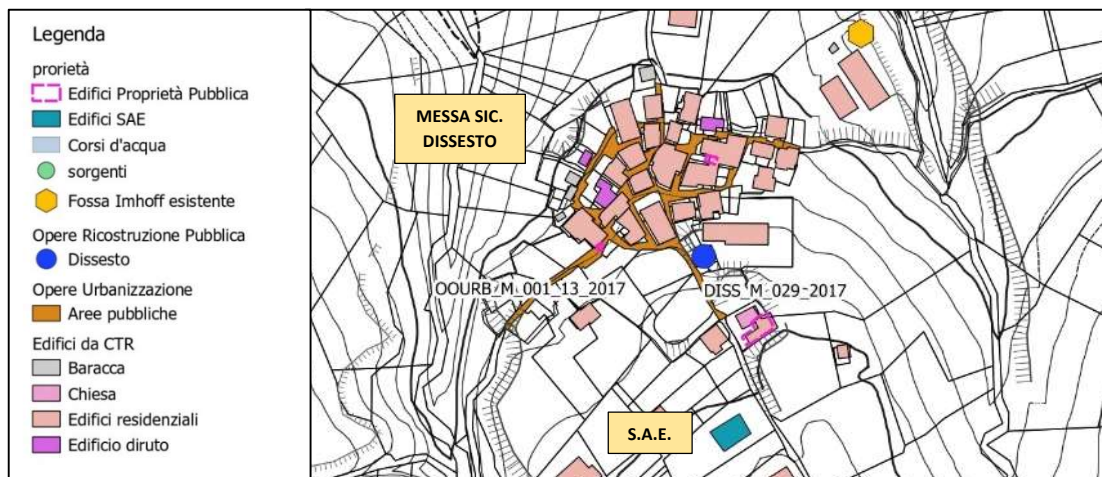 Legenda
prorietà
Edifici Proprietà Pubblica
Edifici SAE
Corsi d'acqua
sorgenti
Fossa Imhoff esistente
Opere Ricostruzione Pubblica
Dissesto
Opere Urbanizzazione
Aree pubbliche
Edifici da CTR
Baracca
Chiesa
Edifici residenziali
Edificio diruto
MESSA SIC.
DISSESTO
OOURB_M_001_13_2017
DISS_M_029_2017
S.A.E.